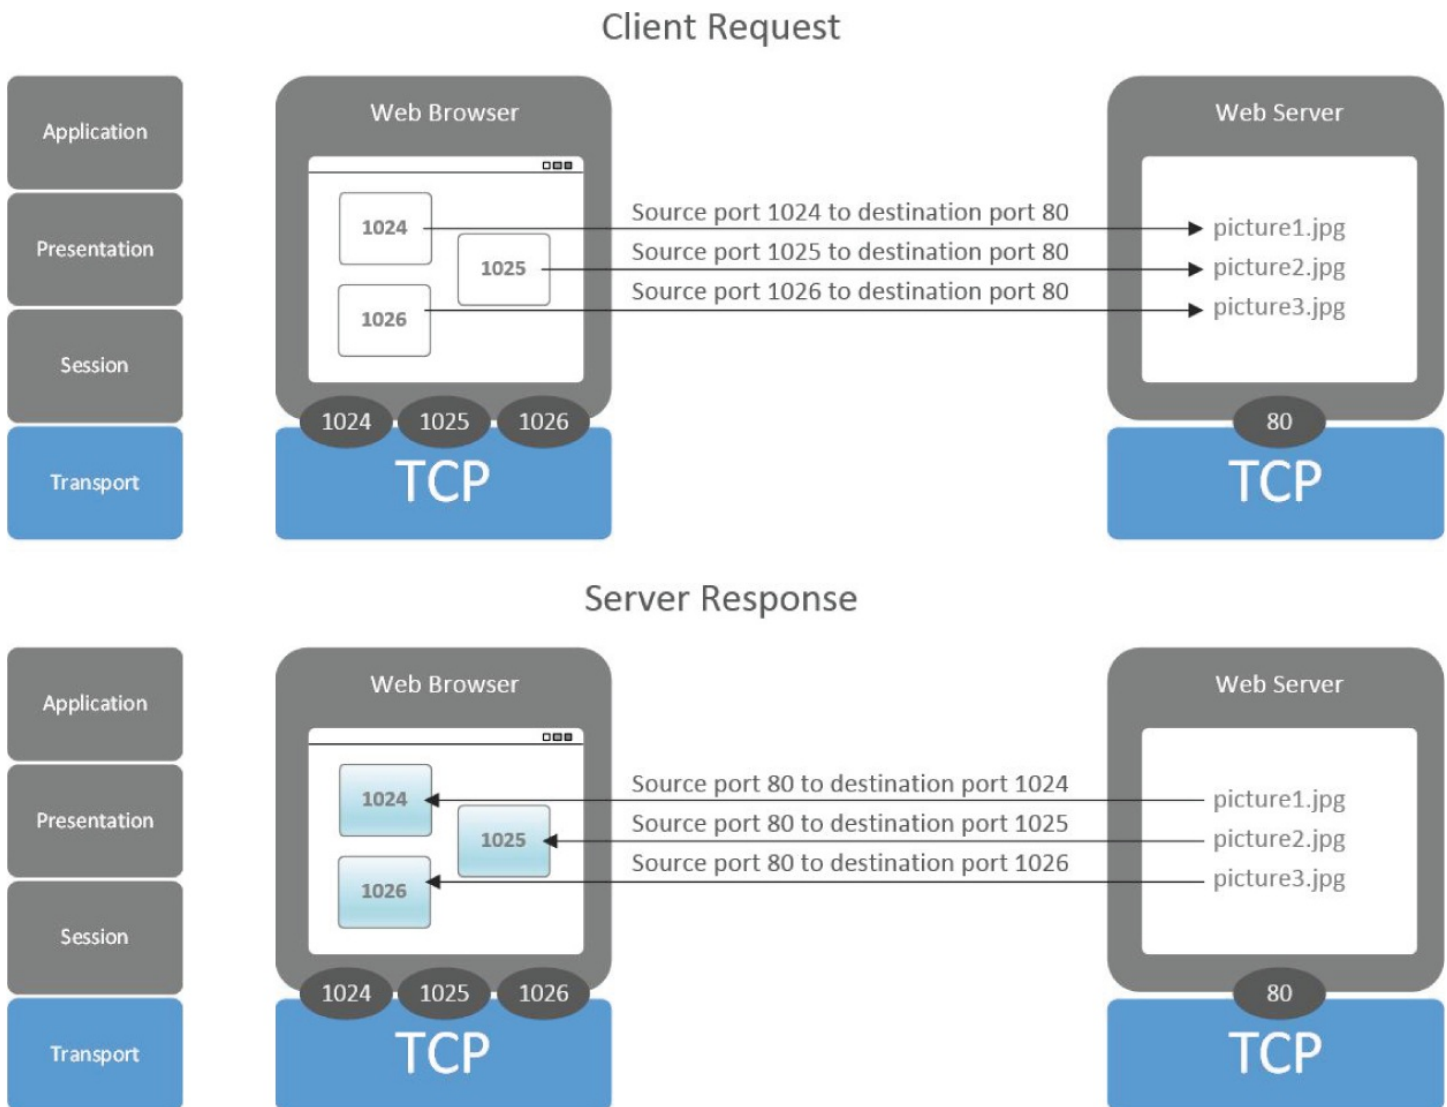 Client Request
Application
Presentation
Session
Transport
Web Browser
1024
1025
1026
1024 1025 1026
TCP
Source port 1024 to destination port 80
Source port 1025 to destination port 80
Source port 1026 to destination port 80
Web Server
picture1.jpg
picture2.jpg
picture3.jpg
80
TCP
Server Response
Application
Presentation
Session
Transport
Web Browser
1024
1025
1026
1024 1025 1026
TCP
Source port 80 to destination port 1024
Source port 80 to destination port 1025
Source port 80 to destination port 1026
Web Server
picture1.jpg
picture2.jpg
picture3.jpg
80
TCP